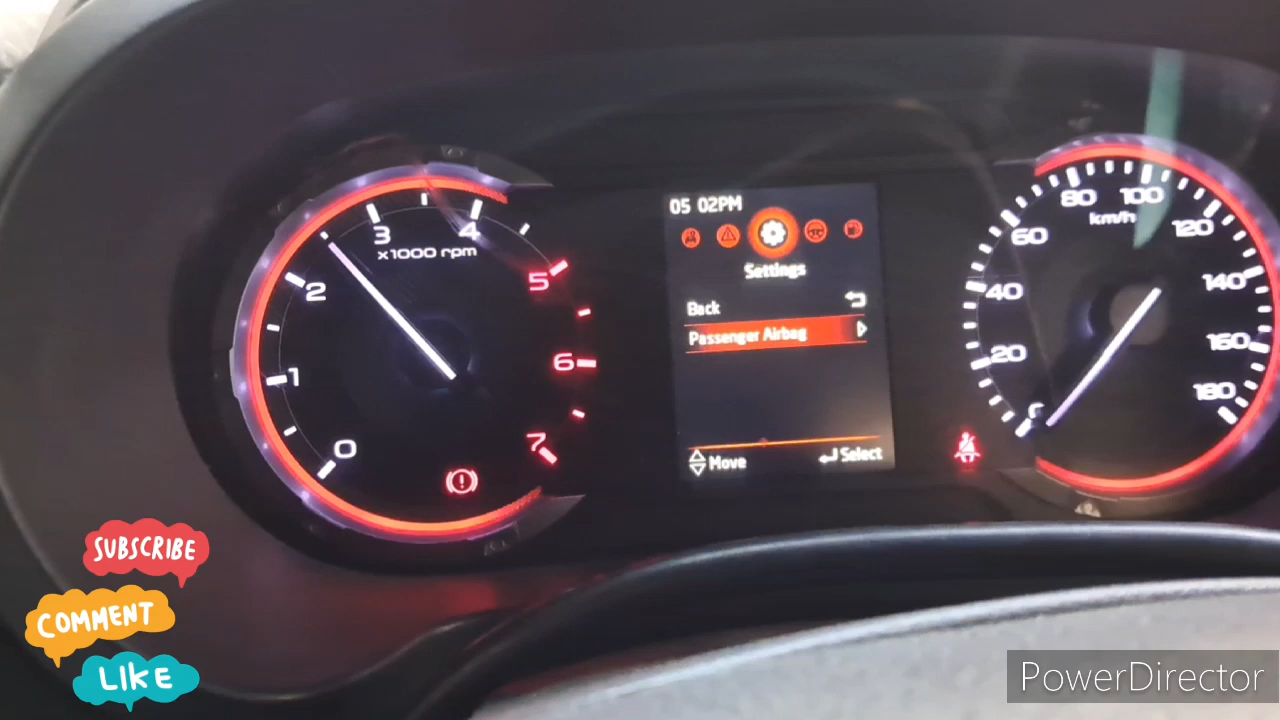 05 02PM
Settings
Back
Passenger Airbag
Move
Select
0
1
2
3
4
5
6
7
x1000 rpm
20
40
60
80
100
120
140
160
180
km/h
SUBSCRIBE
COMMENT
LIKE
PowerDirector